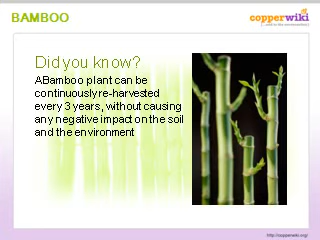 BAMBOO
copperwiki
Did you know?
ABamboo plant can be
continuously re-harvested
every 3 years, without causing
any negative impact on the soil
and the environment
http://copperwiki.org/